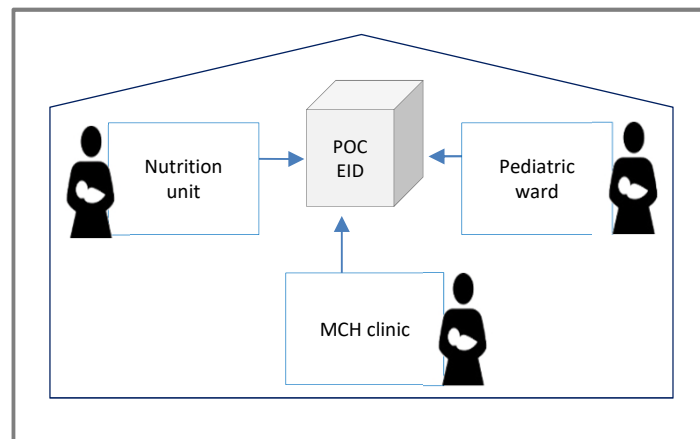 POC
EID
Nutrition
unit
Pediatric
ward
MCH clinic